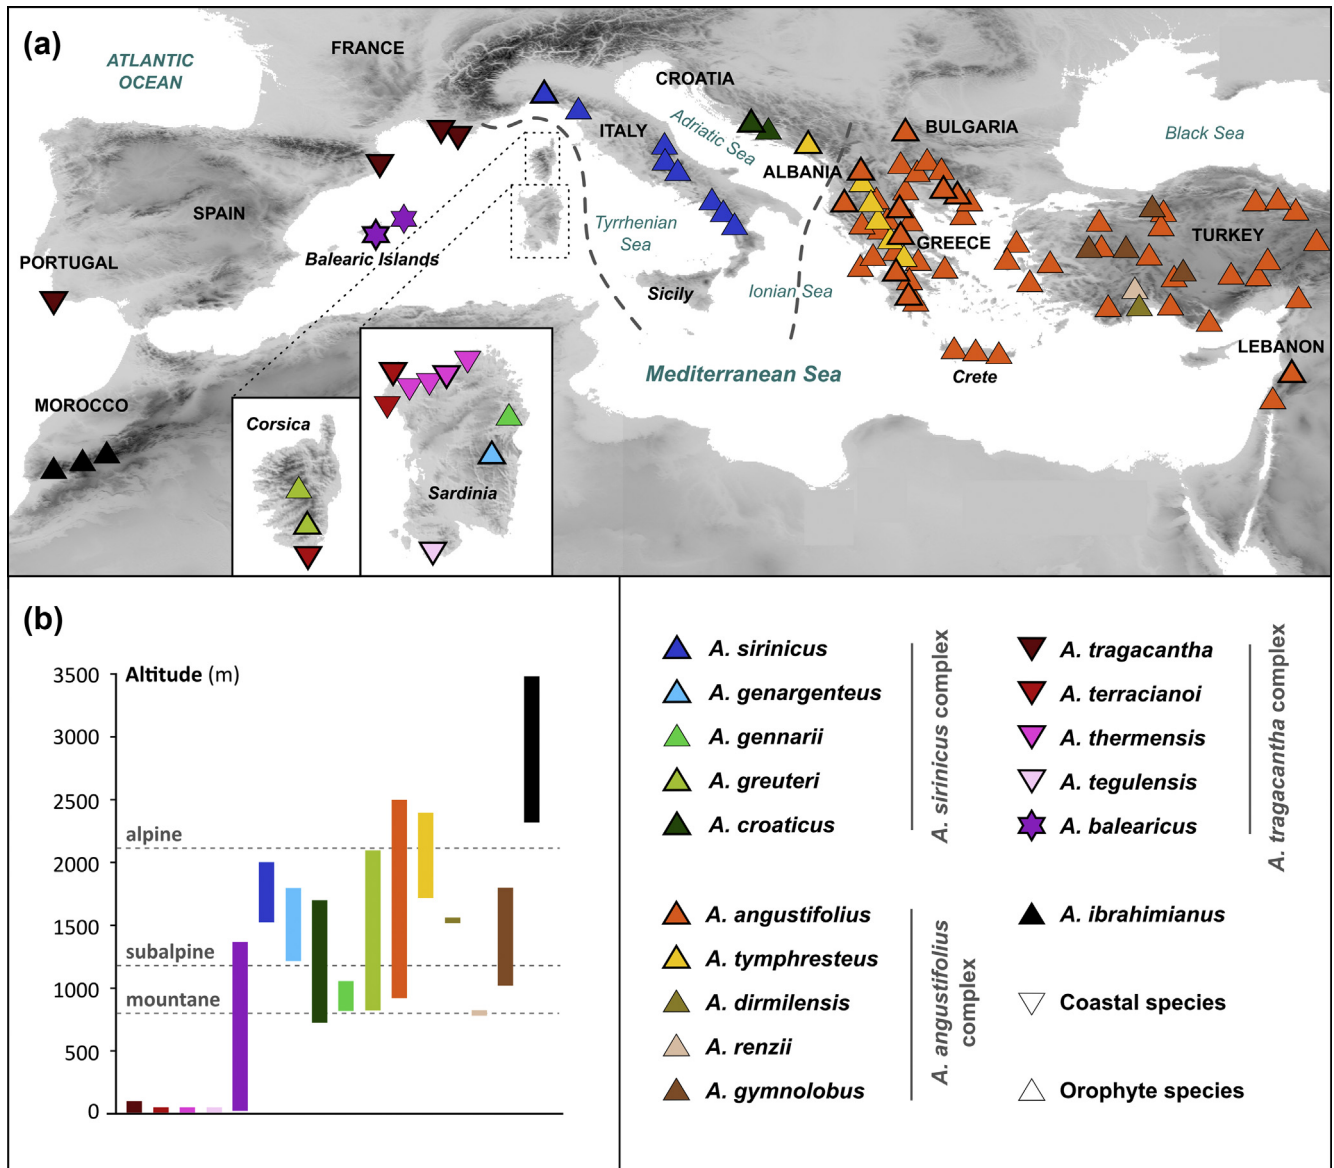 (a)
ATLANTIC
OCEAN
FRANCE
CROATIA
ITALY
Adriatic Sea
BULGARIA
Black Sea
ALBANIA
SPAIN
Tyrrhenian
Sea
GREECE
TURKEY
Balearic Islands
PORTUGAL
Sicily
Ionian Sea
LEBANON
Mediterranean Sea
Crete
MOROCCO
Corsica
Sardinia
(b)
Altitude (m)
3500
3000
2500
alpine
2000
1500
subalpine
1000
mountane
500
0
A. sirinicus
A. genargenteus
A. gennarii
A. greuteri
A. croaticus
A. sirinicus complex
A. tragacantha
A. terracianoi
A. thermensis
A. tegulensis
A. balearicus
A. tragacantha complex
A. angustifolius
A. tymphresteus
A. dirmilensis
A. renzii
A. gymnolobus
A. angustifolius
complex
A. ibrahimianus
Coastal species
Orophyte species